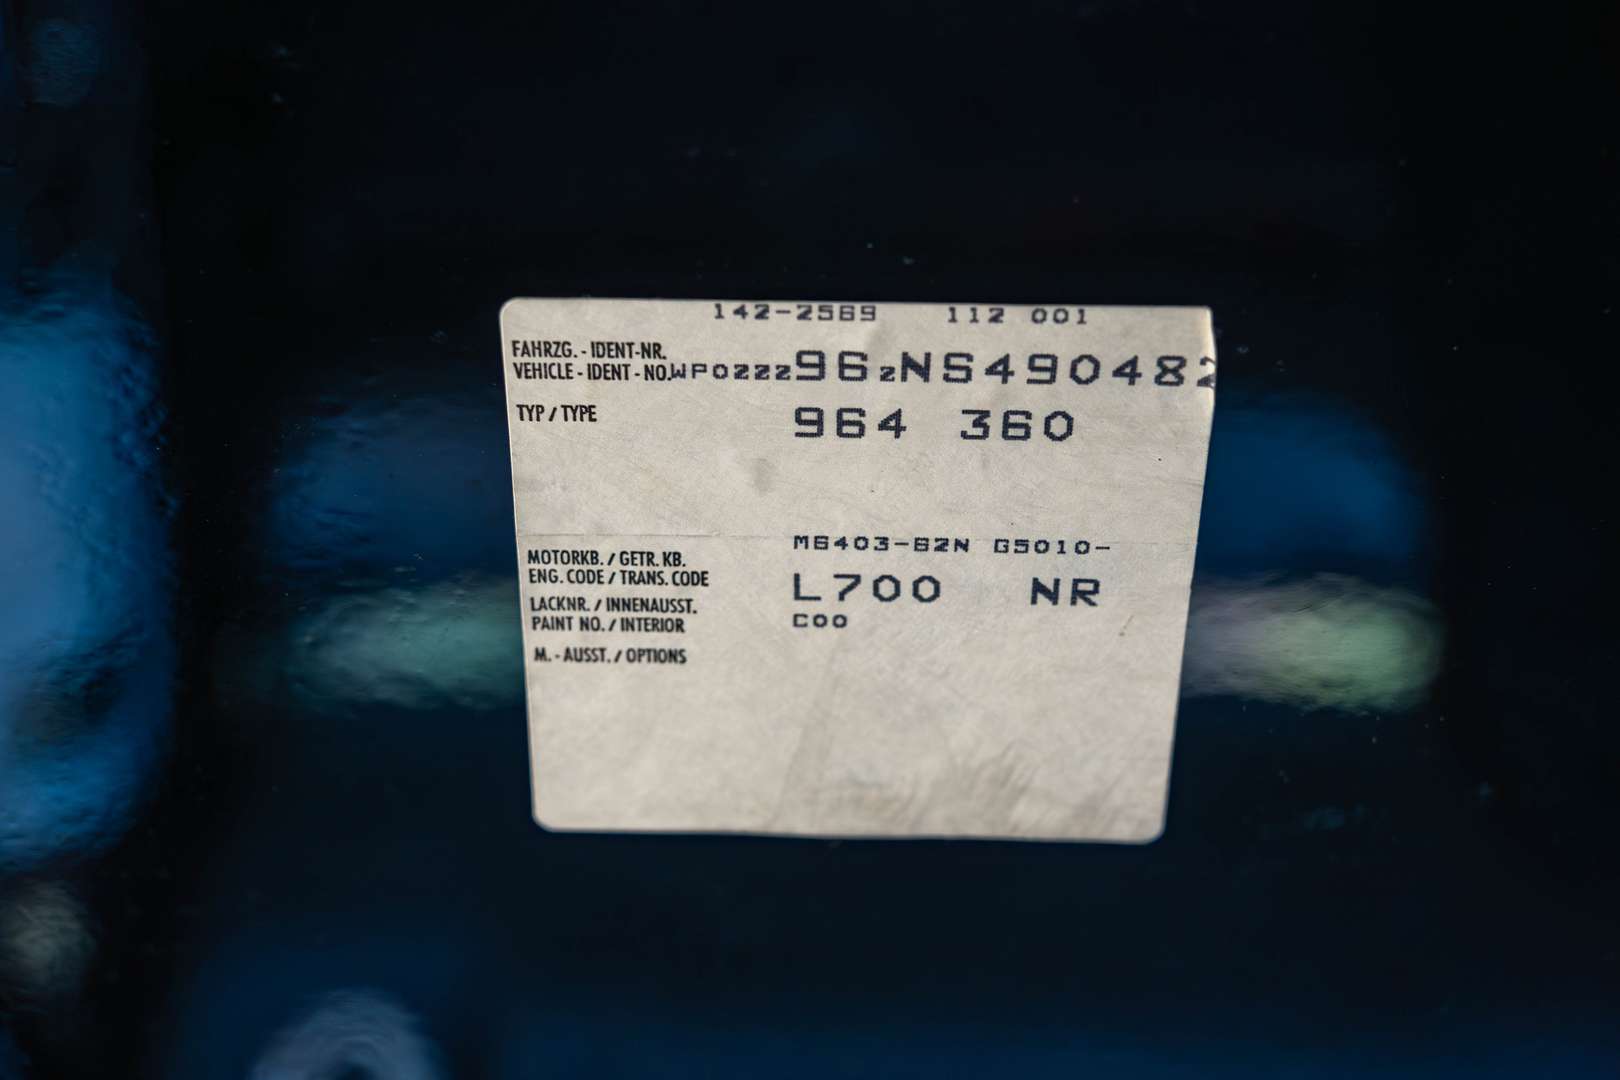 142-2569 112 001
FAHRZG. - IDENT-NR.
VEHICLE - IDENT - NO. WP0ZZZ96ZNS490482
TYP / TYPE 964 360
MOTORKB. / GETR. KB. M6403-62N G5010-
ENG. CODE / TRANS. CODE
LACKNR. / INNENAUSST. L700 NR
PAINT NO. / INTERIOR C00
M. - AUSST. / OPTIONS